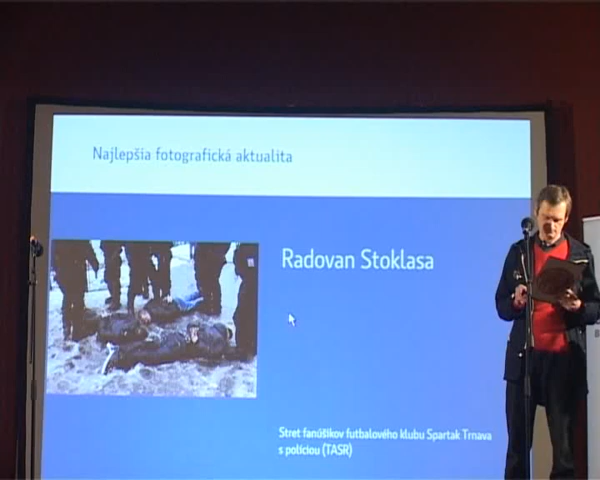 Najlepšia fotografická aktualita
Radovan Stoklasa
Stret fanúšikov futbalového klubu Spartak Trnava
s políciou (TASR)